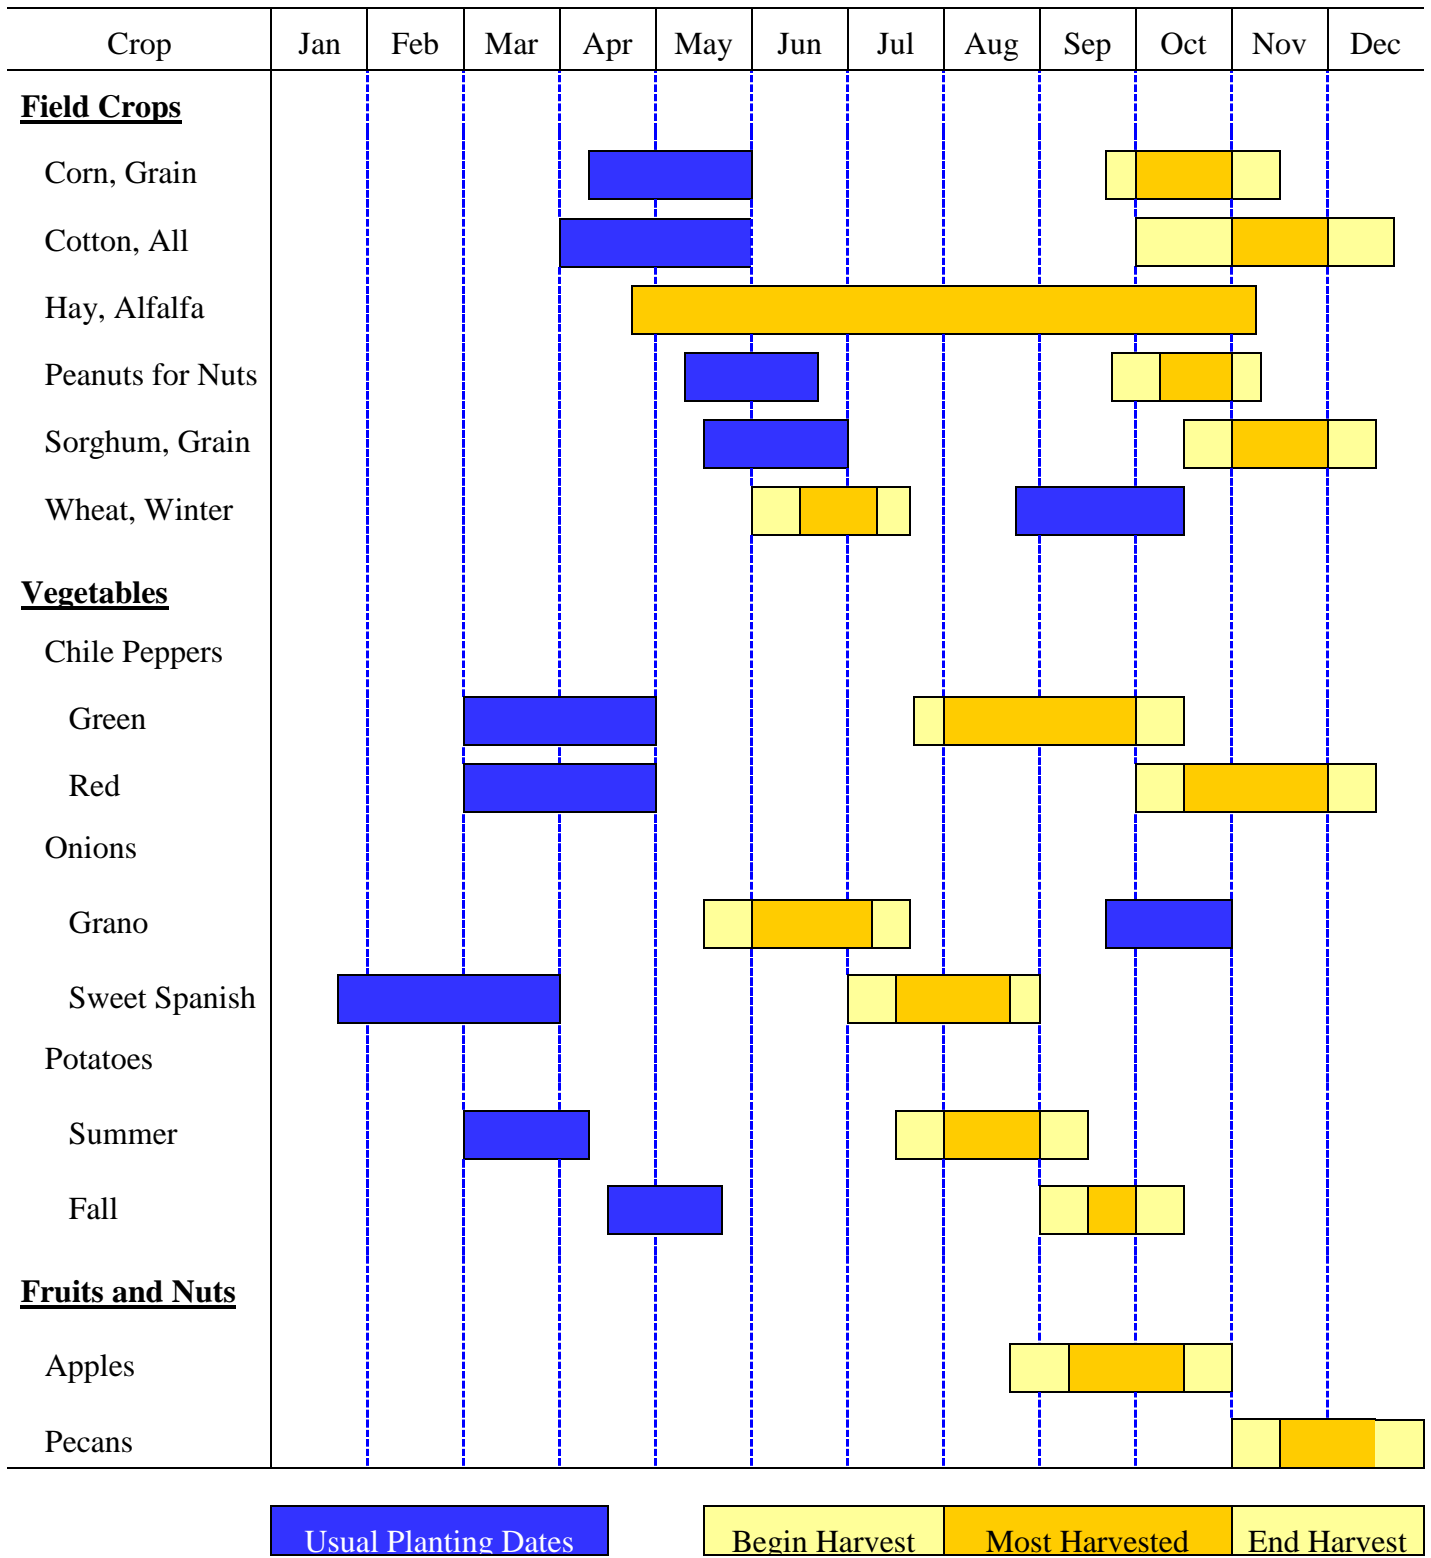 Crop Jan Feb Mar Apr May Jun Jul Aug Sep Oct Nov Dec
Field Crops
Corn, Grain
Cotton, All
Hay, Alfalfa
Peanuts for Nuts
Sorghum, Grain
Wheat, Winter
Vegetables
Chile Peppers
Green
Red
Onions
Grano
Sweet Spanish
Potatoes
Summer
Fall
Fruits and Nuts
Apples
Pecans
Usual Planting Dates Begin Harvest Most Harvested End Harvest